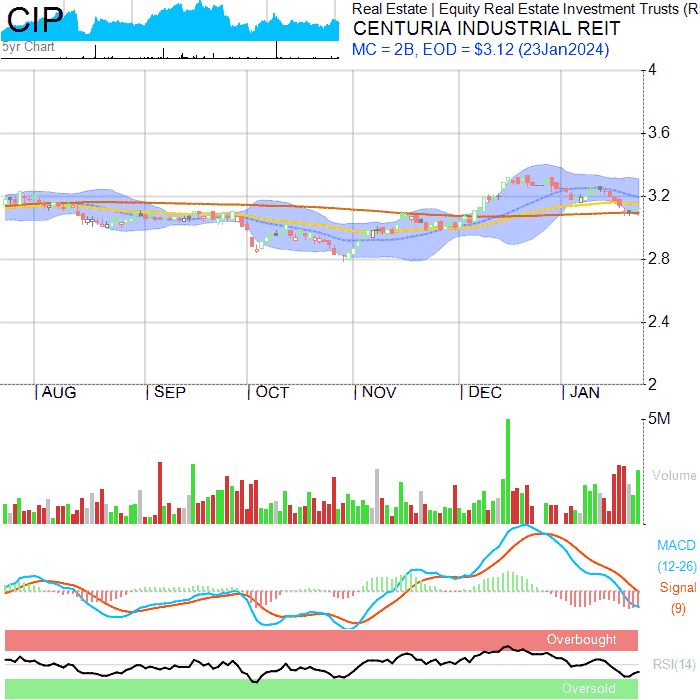 CIP
Real Estate | Equity Real Estate Investment Trusts (R
CENTURIA INDUSTRIAL REIT
5yr Chart
MC = 2B, EOD = $3.12 (23Jan2024)
4
3.6
3.2
2.8
2.4
2
AUG
SEP
OCT
NOV
DEC
JAN
5M
Volume
MACD
(12-26)
Signal
(9)
Overbought
RSI(14)
Oversold